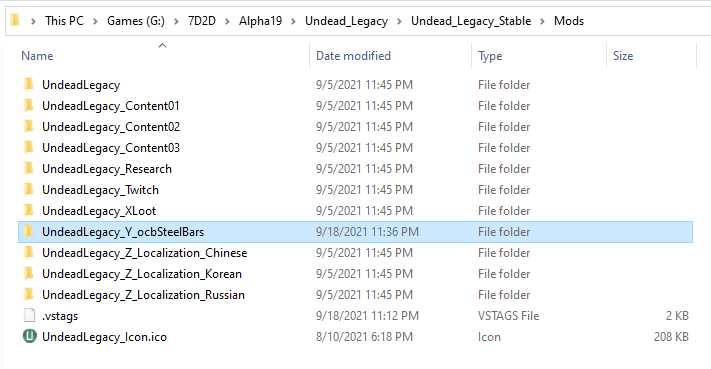 This PC > Games (G:) > 7D2D > Alpha19 > Undead_Legacy > Undead_Legacy_Stable > Mods
Name Date modified Type Size
UndeadLegacy 9/5/2021 11:45 PM File folder
UndeadLegacy_Content01 9/5/2021 11:45 PM File folder
UndeadLegacy_Content02 9/5/2021 11:45 PM File folder
UndeadLegacy_Content03 9/5/2021 11:45 PM File folder
UndeadLegacy_Research 9/5/2021 11:45 PM File folder
UndeadLegacy_Twitch 9/5/2021 11:45 PM File folder
UndeadLegacy_XLoot 9/5/2021 11:45 PM File folder
UndeadLegacy_Y_ocbSteelBars 9/18/2021 11:36 PM File folder
UndeadLegacy_Z_Localization_Chinese 9/5/2021 11:45 PM File folder
UndeadLegacy_Z_Localization_Korean 9/5/2021 11:45 PM File folder
UndeadLegacy_Z_Localization_Russian 9/5/2021 11:45 PM File folder
.vstags 9/18/2021 11:12 PM VSTAGS File 2 KB
UndeadLegacy_Icon.ico 8/10/2021 6:18 PM Icon 208 KB